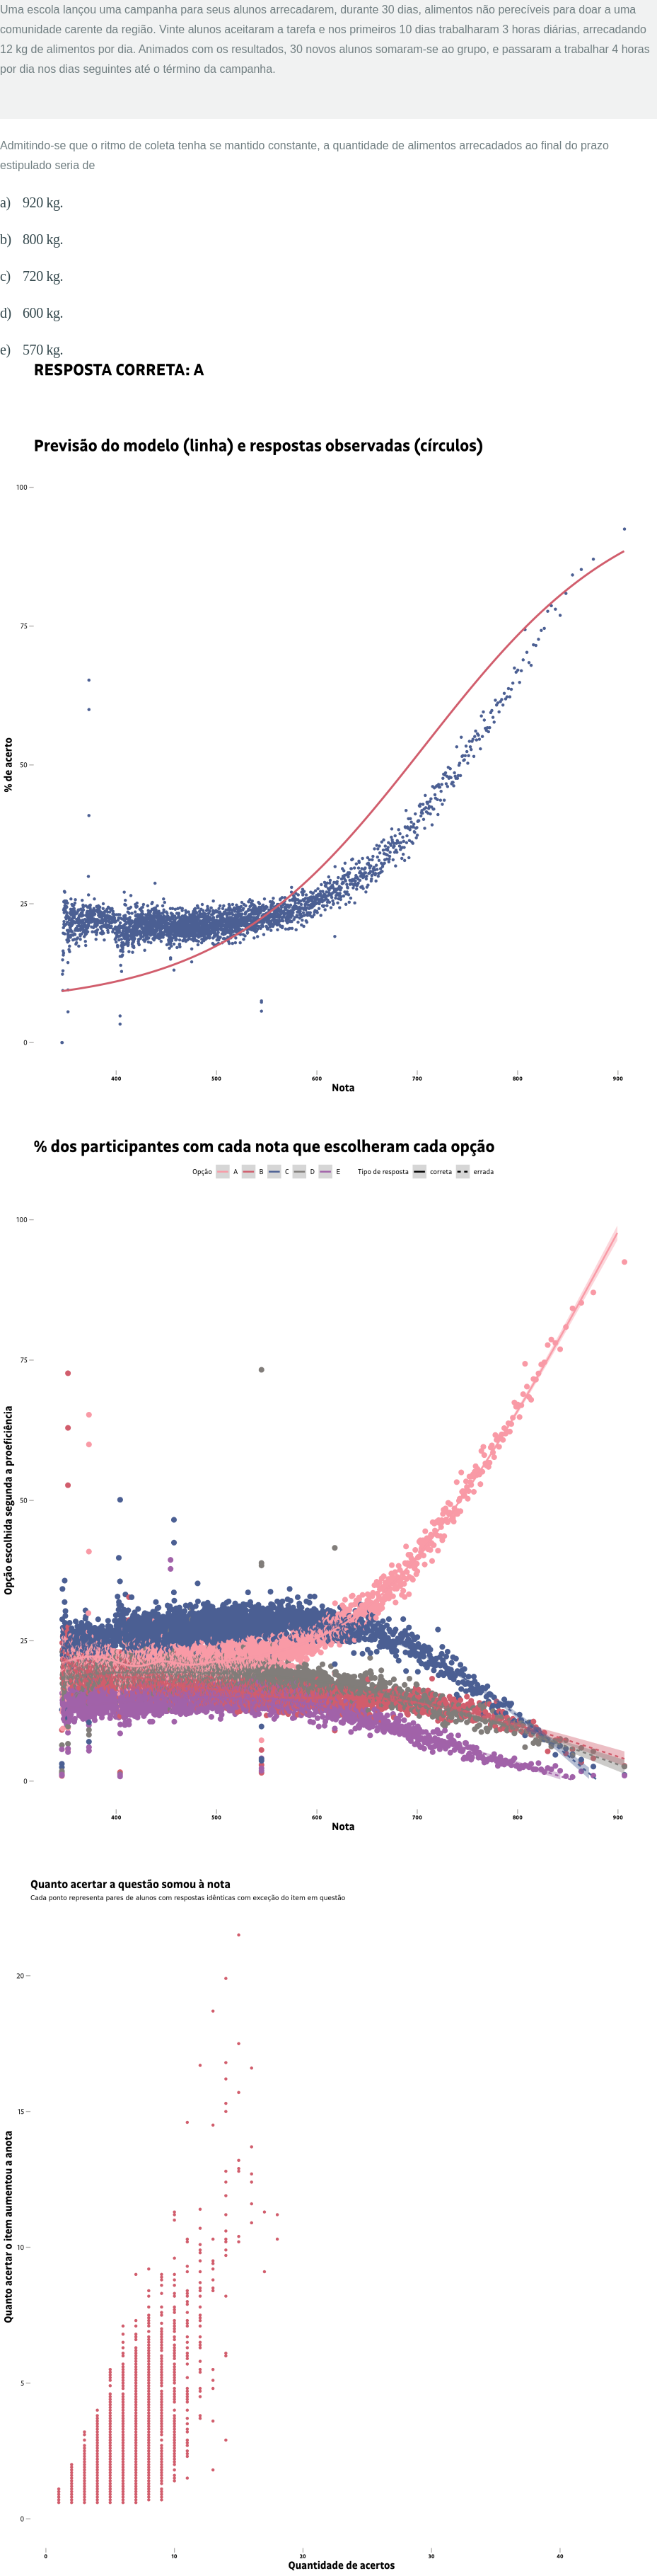 Uma escola lançou uma campanha para seus alunos arrecadarem, durante 30 dias, alimentos não perecíveis para doar a uma
comunidade carente da região. Vinte alunos aceitaram a tarefa e nos primeiros 10 dias trabalharam 3 horas diárias, arrecadando
12 kg de alimentos por dia. Animados com os resultados, 30 novos alunos somaram-se ao grupo, e passaram a trabalhar 4 horas
por dia nos dias seguintes até o término da campanha.
Admitindo-se que o ritmo de coleta tenha se mantido constante, a quantidade de alimentos arrecadados ao final do prazo
estipulado seria de
a) 920 kg.
b) 800 kg.
c) 720 kg.
d) 600 kg.
e) 570 kg.
RESPOSTA CORRETA: A
Previsão do modelo (linha) e respostas observadas (círculos)
100
75
50
25
0
% de acerto
400 500 600 700 800 900
Nota
% dos participantes com cada nota que escolheram cada opção
Opção A B C D E Tipo de resposta correta errada
100
75
50
25
0
Opção escolhida segunda a proeficiência
400 500 600 700 800 900
Nota
Quanto acertar a questão somou à nota
Cada ponto representa pares de alunos com respostas idênticas com exceção do item em questão
20
15
10
5
0
Quanto acertar o item aumentou a anota
0 10 20 30 40
Quantidade de acertos